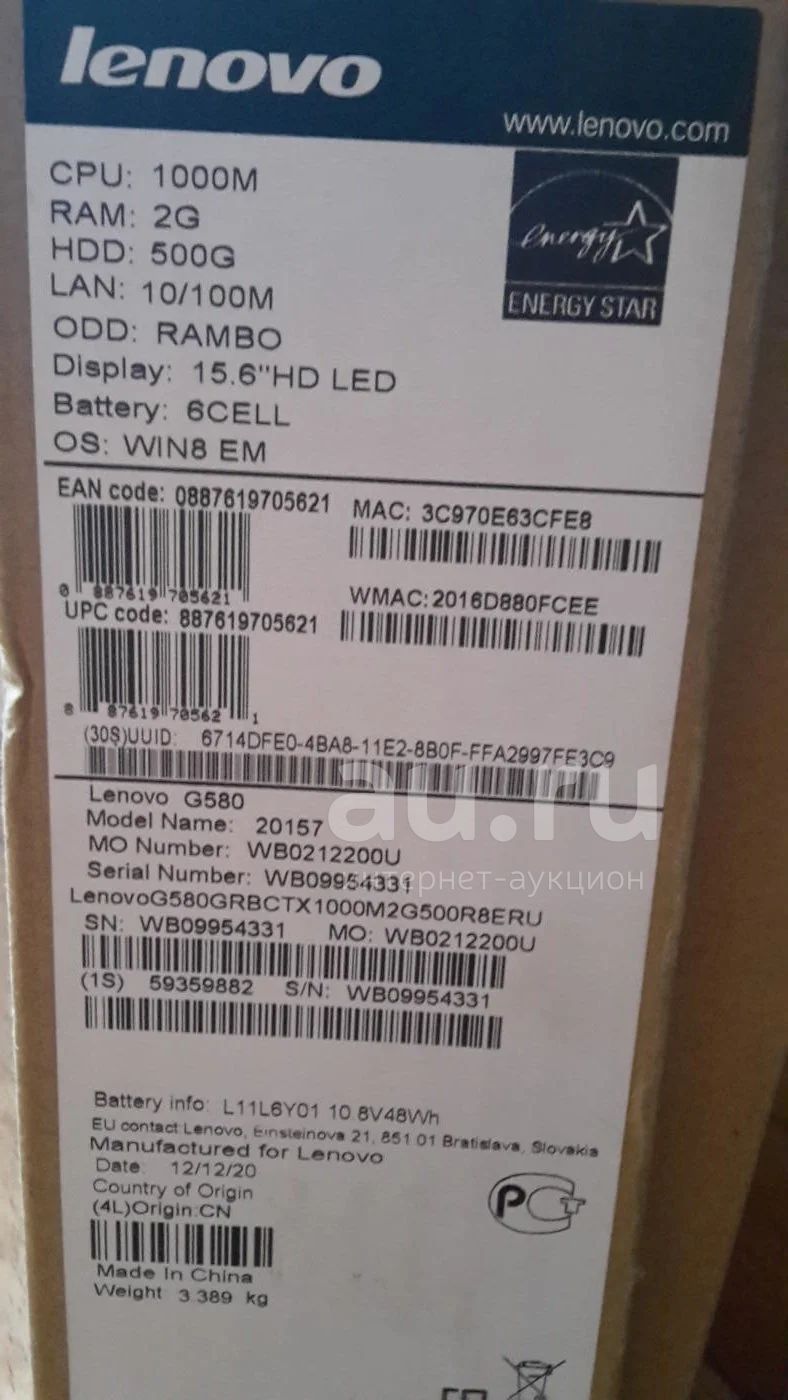 lenovo
www.lenovo.com
CPU: 1000M
RAM: 2G
HDD: 500G
LAN: 10/100M
ODD: RAMBO
Display: 15.6"HD LED
Battery: 6CELL
OS: WIN8 EM
energy
ENERGY STAR
EAN code: 0887619705621
0 887619 705621
UPC code: 887619705621
8 87619 70562 1
MAC: 3C970E63CFE8
WMAC:2016D880FCEE
(30S)UUID: 6714DFE0-4BA8-11E2-8B0F-FFA2997FE3C9
au.ru
интернет-аукцион
Lenovo G580
Model Name: 20157
MO Number: WB0212200U
Serial Number: WB09954331
LenovoG580GRBCTX1000M2G500R8ERU
SN: WB09954331 MO: WB0212200U
(1S) 59359882 S/N: WB09954331
Battery info: L11L6Y01 10.8V48Wh
EU contact Lenovo, Einsteinova 21, 851 01 Bratislava, Slovakia
Manufactured for Lenovo
Date: 12/12/20
Country of Origin
(4L)Origin:CN
Made In China
Weight 3.389 kg